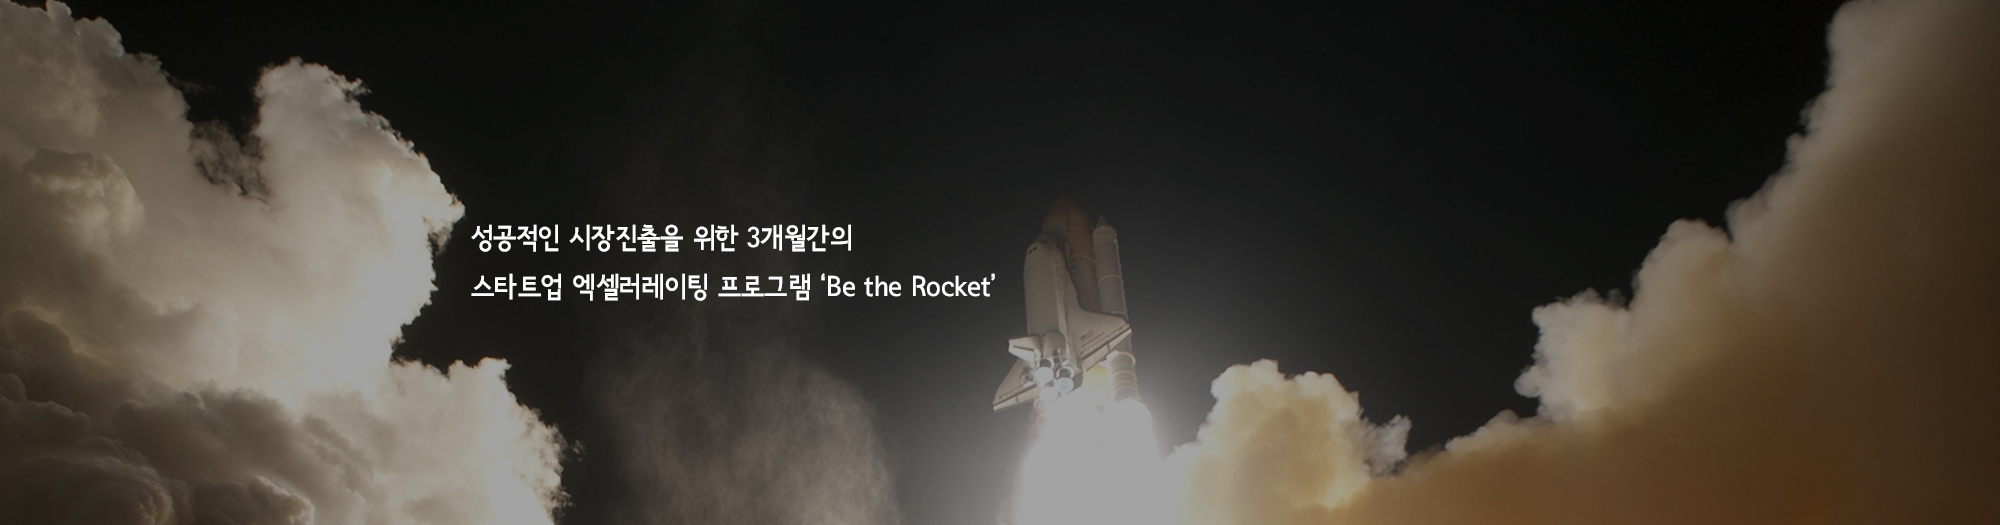 성공적인 시장진출을 위한 3개월간의
스타트업 엑셀러레이팅 프로그램 ‘Be the Rocket’